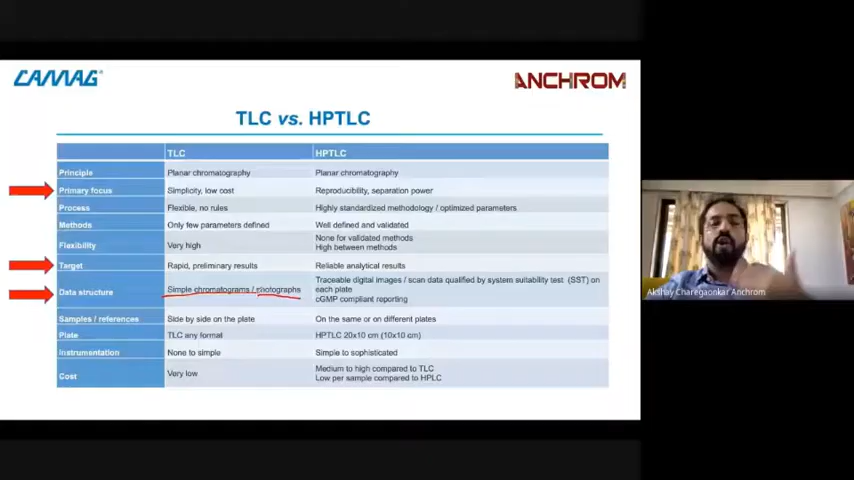 CAMAG
ANCHROM
TLC vs. HPTLC
TLC HPTLC
Principle Planar chromatography Planar chromatography
Primary focus Simplicity, low cost Reproducibility, separation power
Process Flexible, no rules Highly standardized methodology / optimized parameters
Methods Only few parameters defined Well defined and validated
Flexibility Very high None for validated methods
High between methods
Target Rapid, preliminary results Reliable analytical results
Data structure Simple chromatograms / photographs Traceable digital images / scan data qualified by system suitability test (SST) on
each plate
cGMP compliant reporting
Samples / references Side by side on the plate On the same or on different plates
Plate TLC any format HPTLC 20x10 cm (10x10 cm)
Instrumentation None to simple Simple to sophisticated
Cost Very low Medium to high compared to TLC
Low per sample compared to HPLC
Akshay Charegaonkar Anchrom